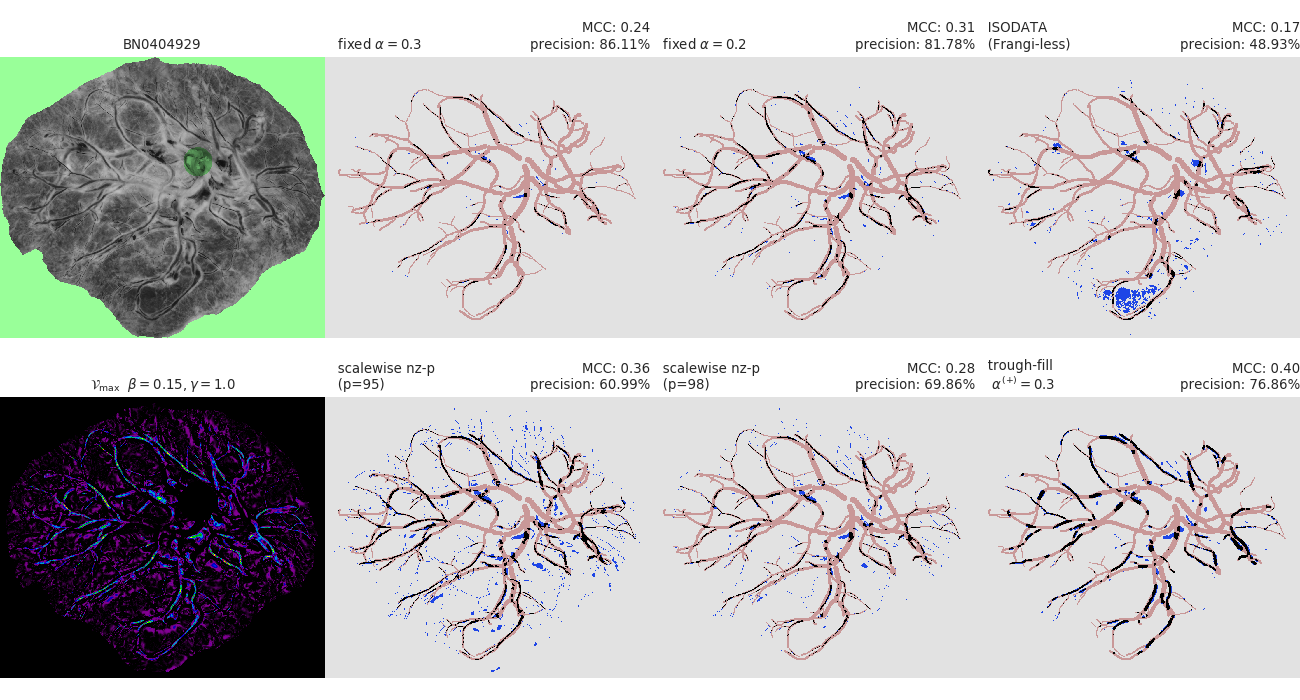 BN0404929
fixed α = 0.3
MCC: 0.24
precision: 86.11%
fixed α = 0.2
MCC: 0.31
precision: 81.78%
ISODATA
(Frangi-less)
MCC: 0.17
precision: 48.93%
𝒱max β = 0.15, γ = 1.0
scalewise nz-p
(p=95)
MCC: 0.36
precision: 60.99%
scalewise nz-p
(p=98)
MCC: 0.28
precision: 69.86%
trough-fill
α(+) = 0.3
MCC: 0.40
precision: 76.86%